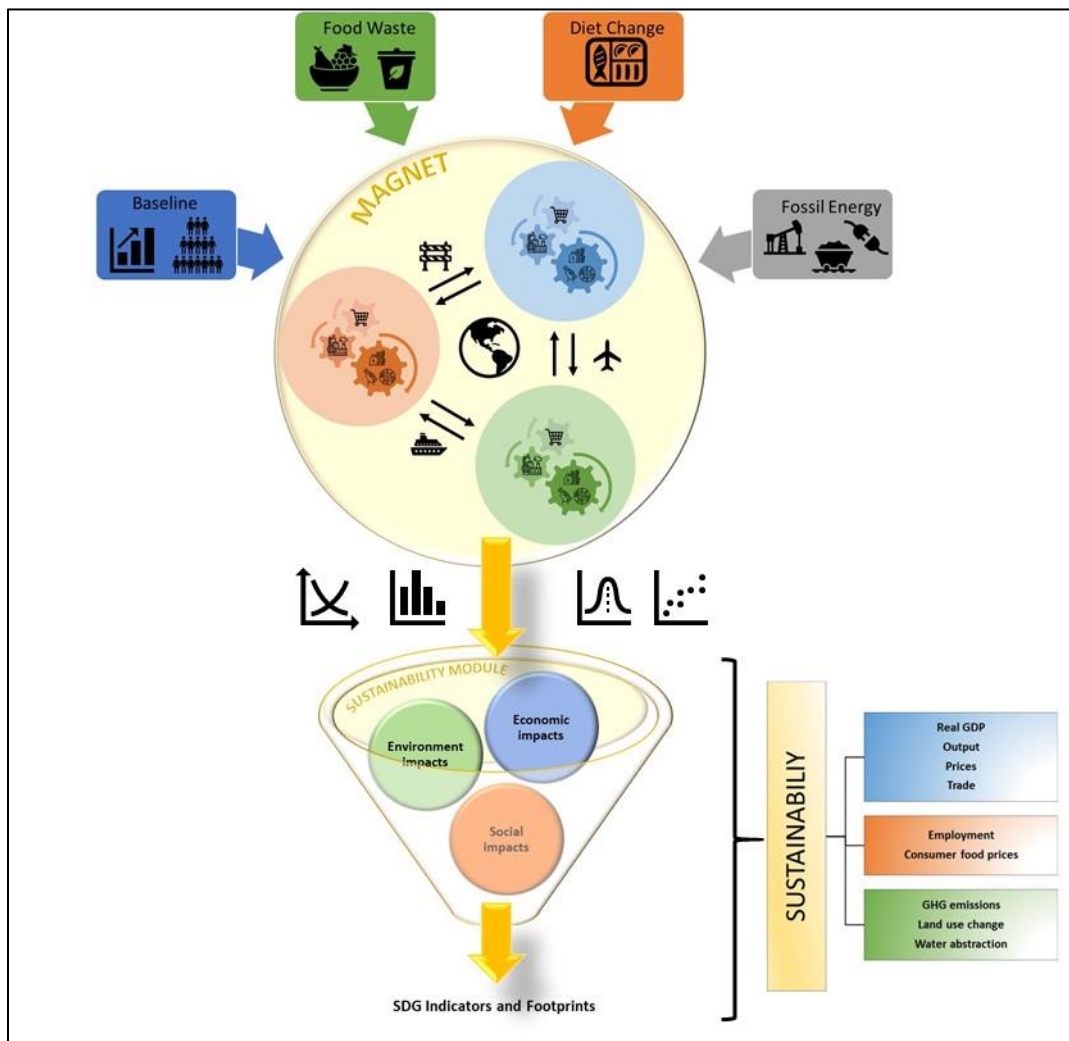 Food Waste
Diet Change
Baseline
Fossil Energy
MAGNET
SUSTAINABILITY MODULE
Environment
impacts
Economic
impacts
Social
impacts
SDG Indicators and Footprints
SUSTAINABILIY
Real GDP
Output
Prices
Trade
Employment
Consumer food prices
GHG emissions
Land use change
Water abstraction